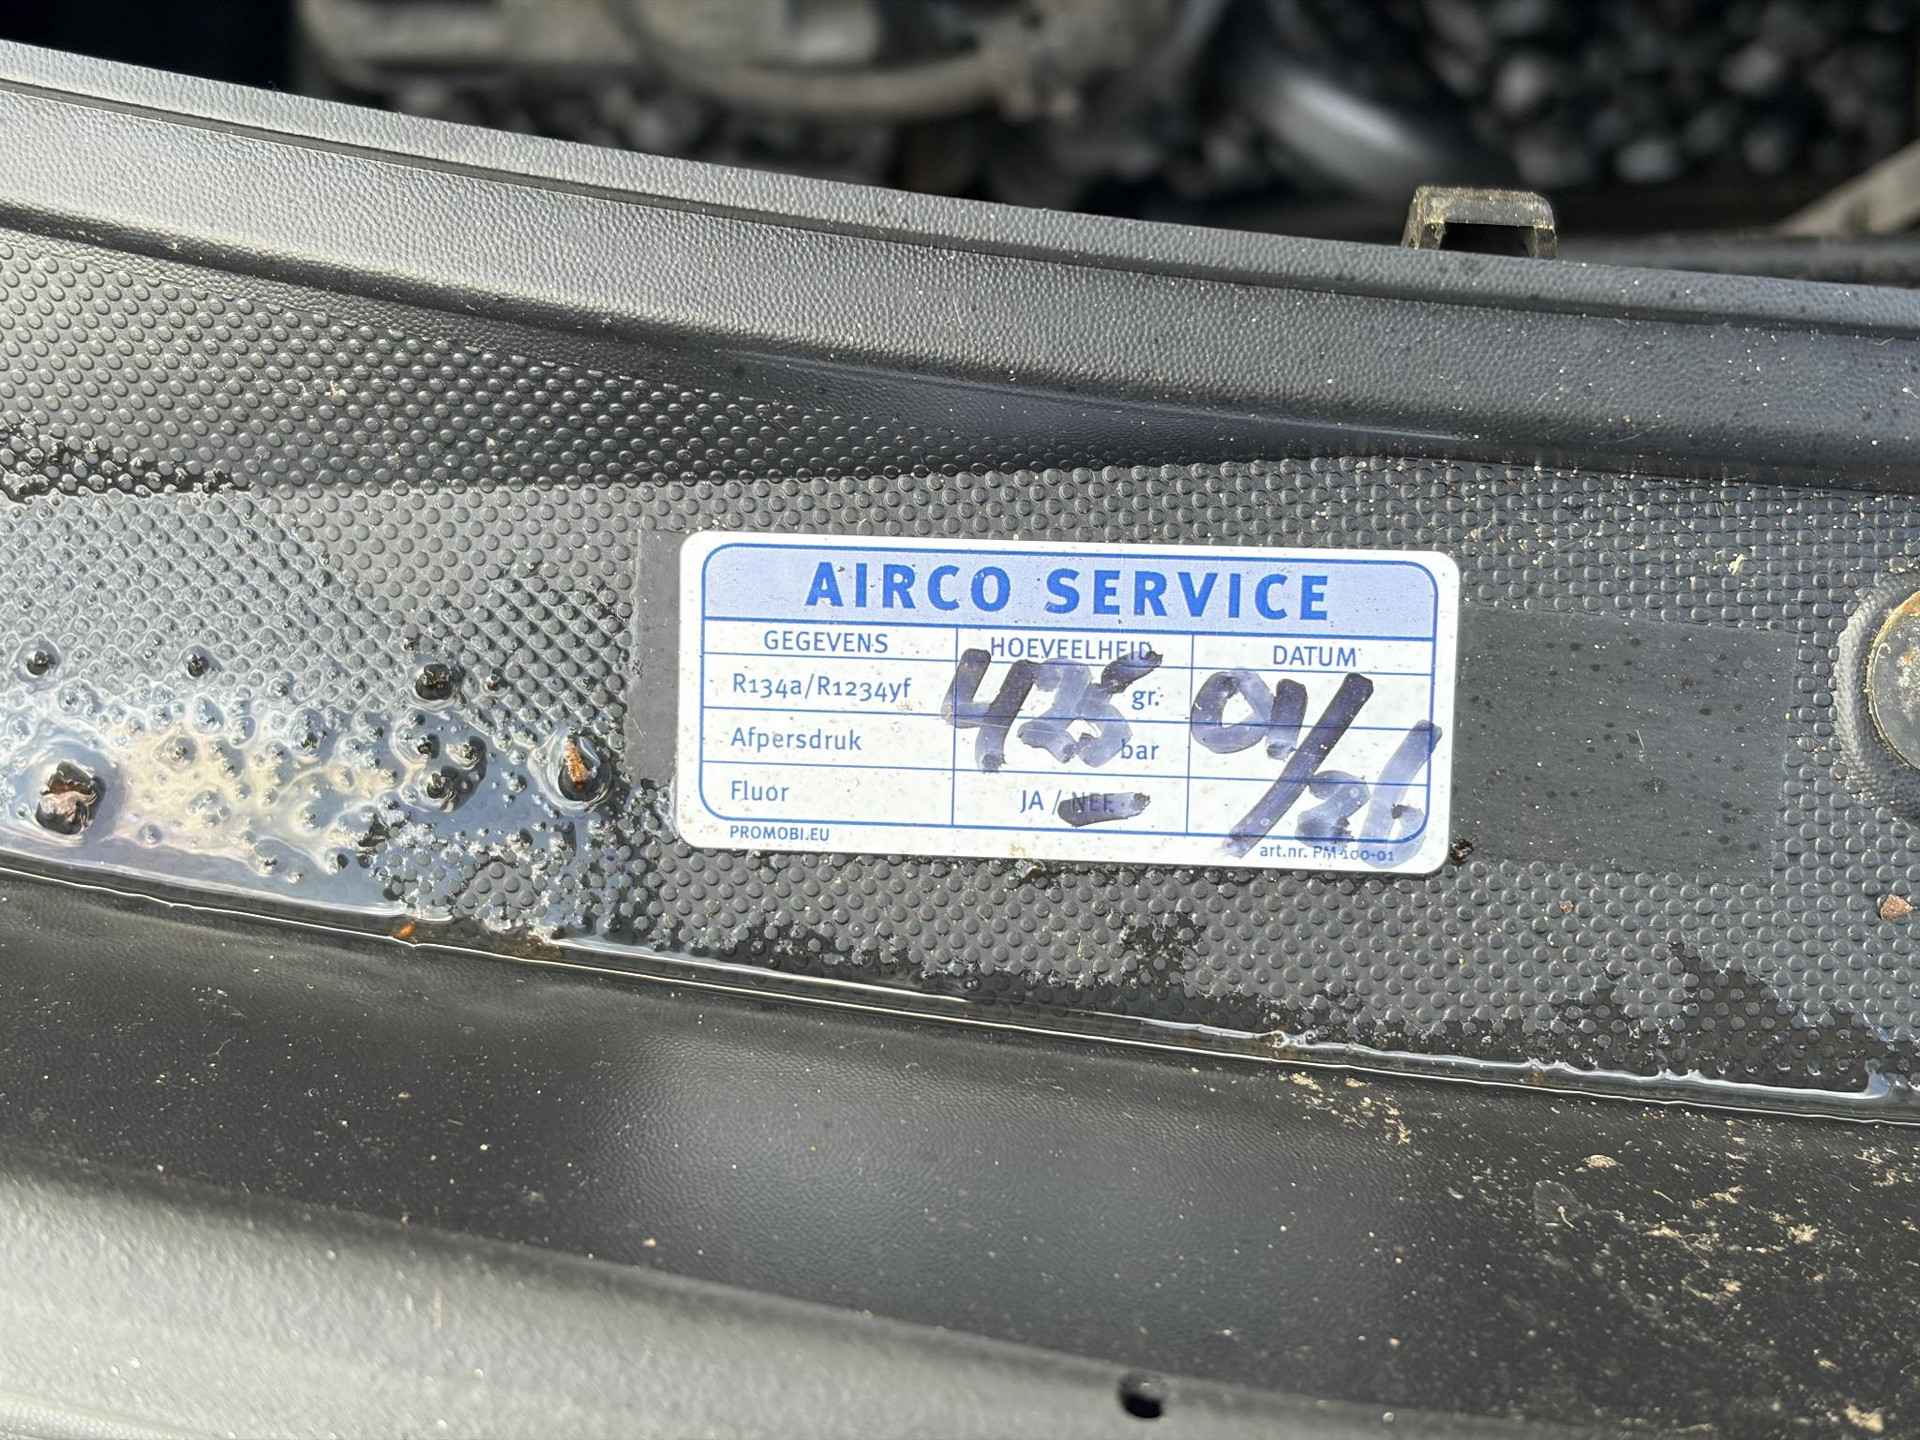 AIRCO SERVICE
GEGEVENS HOEVEELHEID DATUM
R134a/R1234yf 475 gr. 01/26
Afpersdruk bar
Fluor JA / NEE
PROMOBI.EU art.nr. PM-100-01